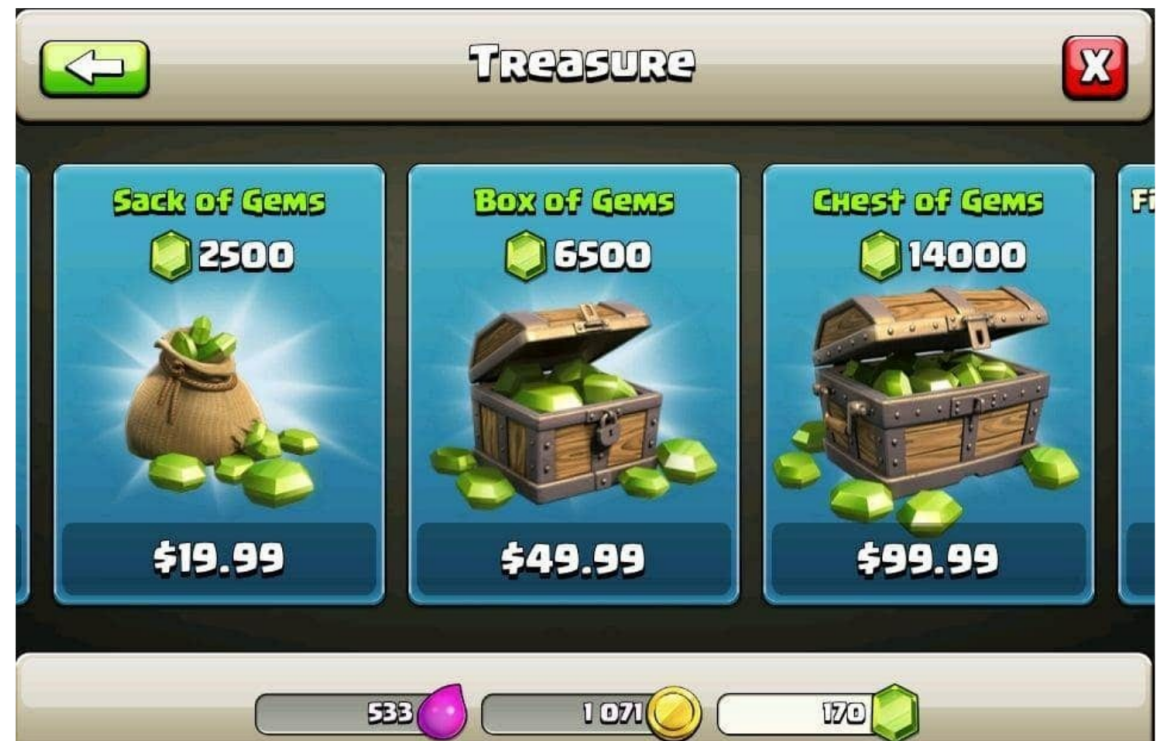 Treasure
X
Sack of Gems
2500
$19.99
Box of Gems
6500
$49.99
Chest of Gems
14000
$99.99
Fi
533
1 071
170